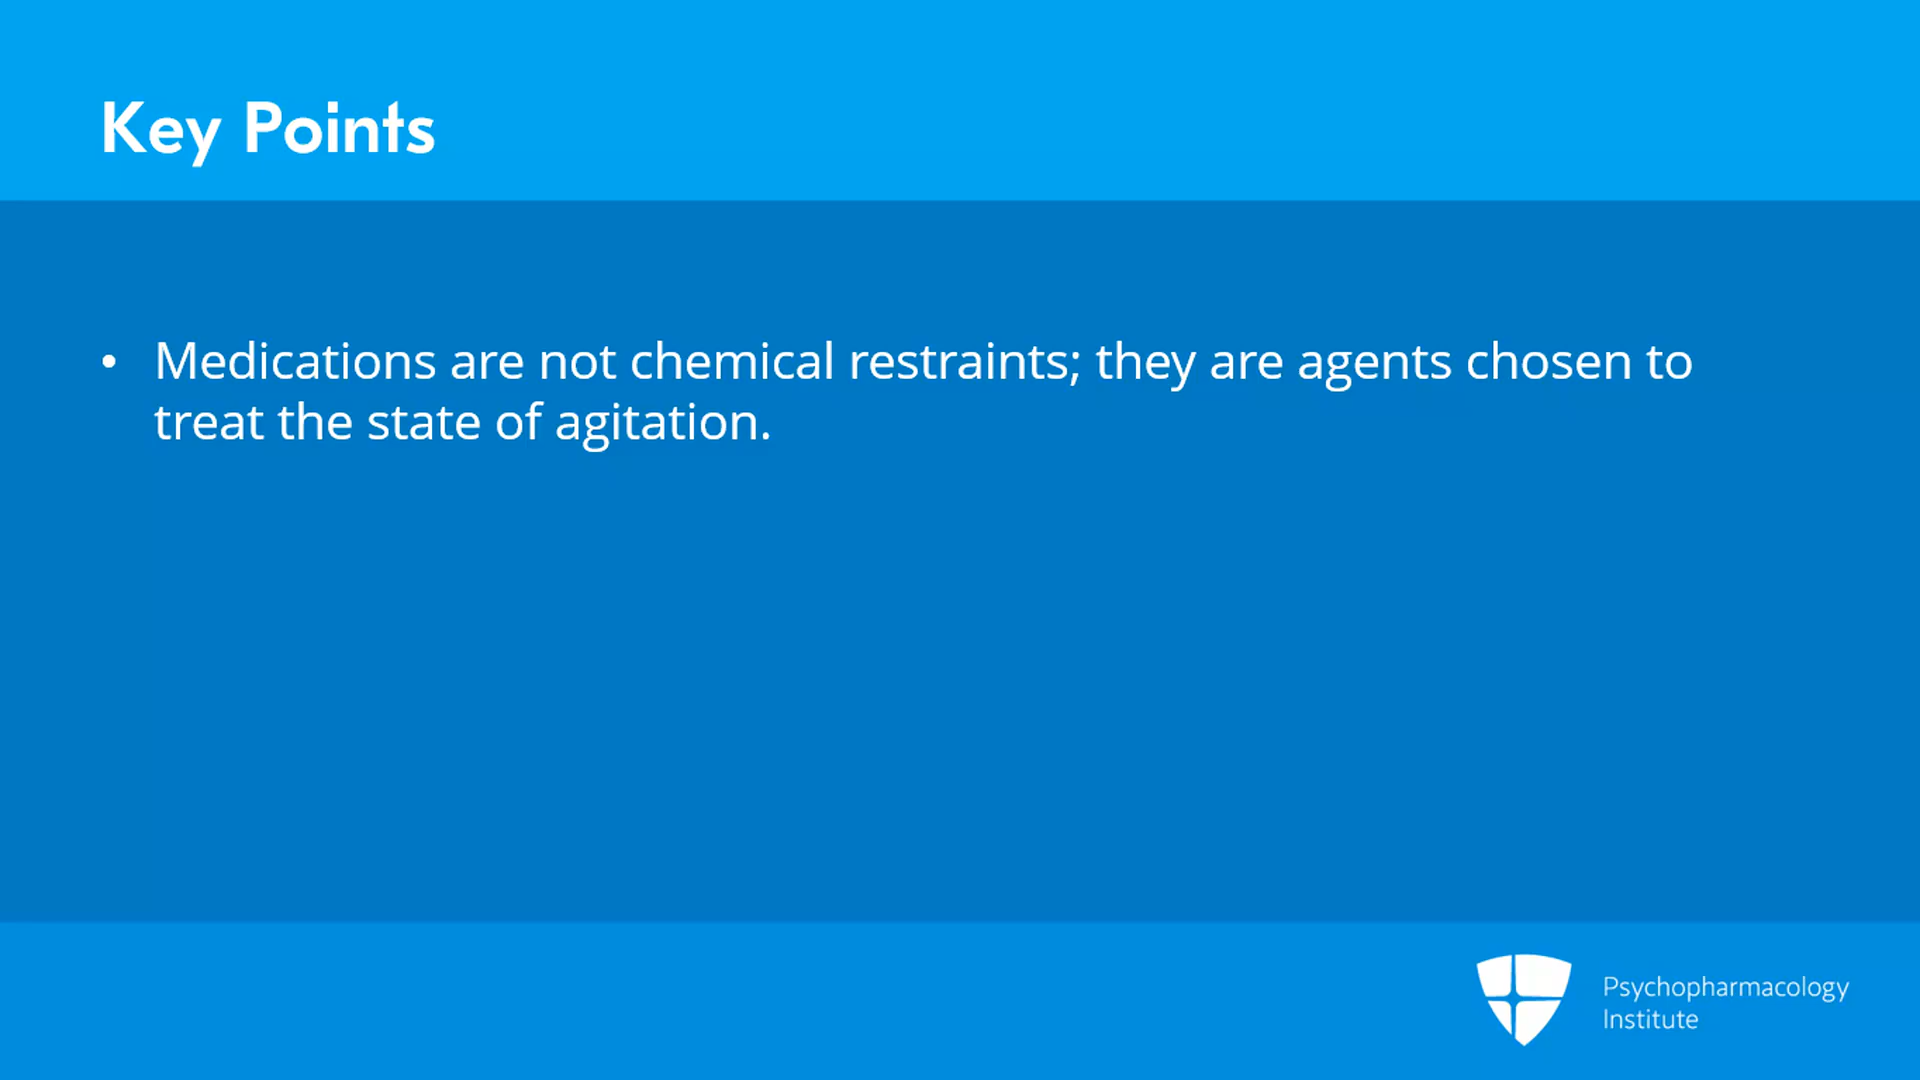 Key Points
• Medications are not chemical restraints; they are agents chosen to
treat the state of agitation.
Psychopharmacology
Institute